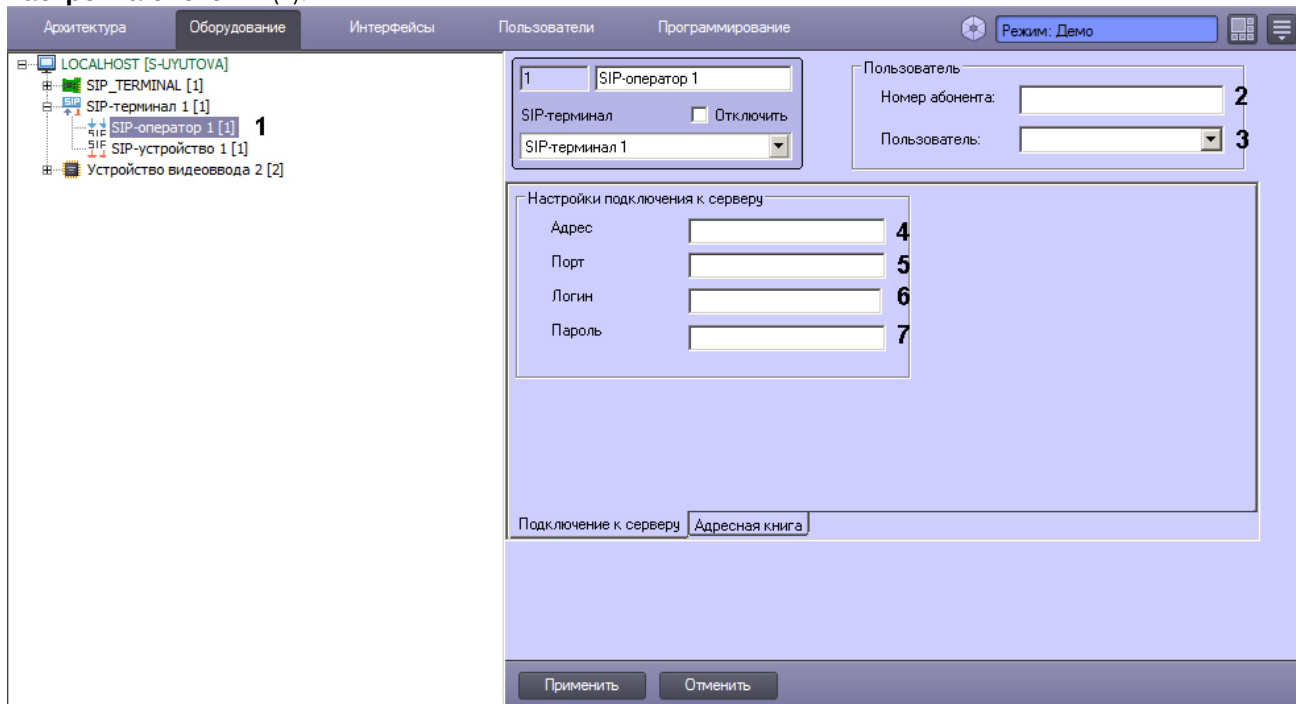 Архитектура Оборудование Интерфейсы Пользователи Программирование Режим: Демо
LOCALHOST [S-UYUTOVA]
SIP_TERMINAL [1]
SIP-терминал 1 [1]
SIP-оператор 1 [1] 1
SIP-устройство 1 [1]
Устройство видеоввода 2 [2]
1 SIP-оператор 1
SIP-терминал Отключить
SIP-терминал 1
Пользователь
Номер абонента: 2
Пользователь: 3
Настройки подключения к серверу
Адрес 4
Порт 5
Логин 6
Пароль 7
Подключение к серверу Адресная книга
Применить Отменить